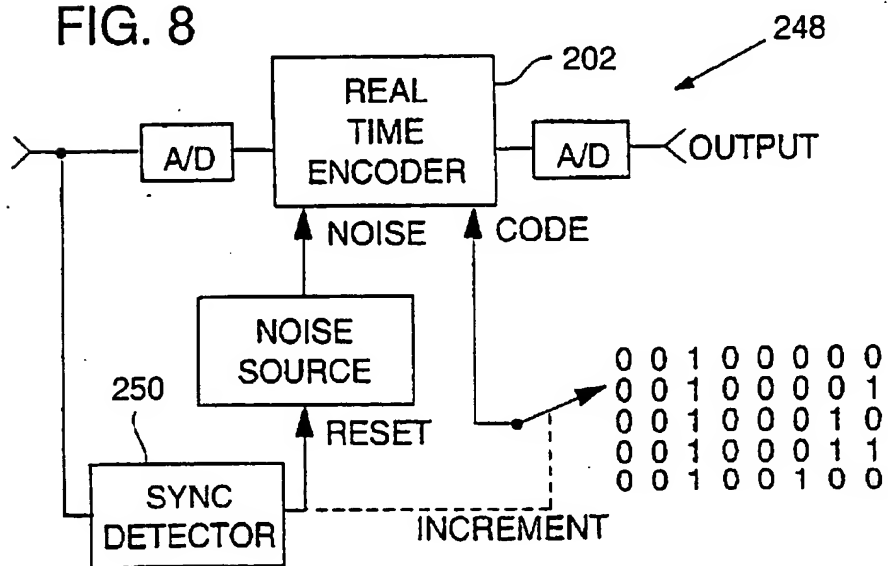 FIG. 8
248
202
REAL
TIME
ENCODER
A/D
A/D
OUTPUT
NOISE
CODE
NOISE
SOURCE
0 0 1 0 0 0 0 0
0 0 1 0 0 0 0 1
0 0 1 0 0 0 1 0
0 0 1 0 0 0 1 1
0 0 1 0 0 1 0 0
250
RESET
SYNC
DETECTOR
INCREMENT